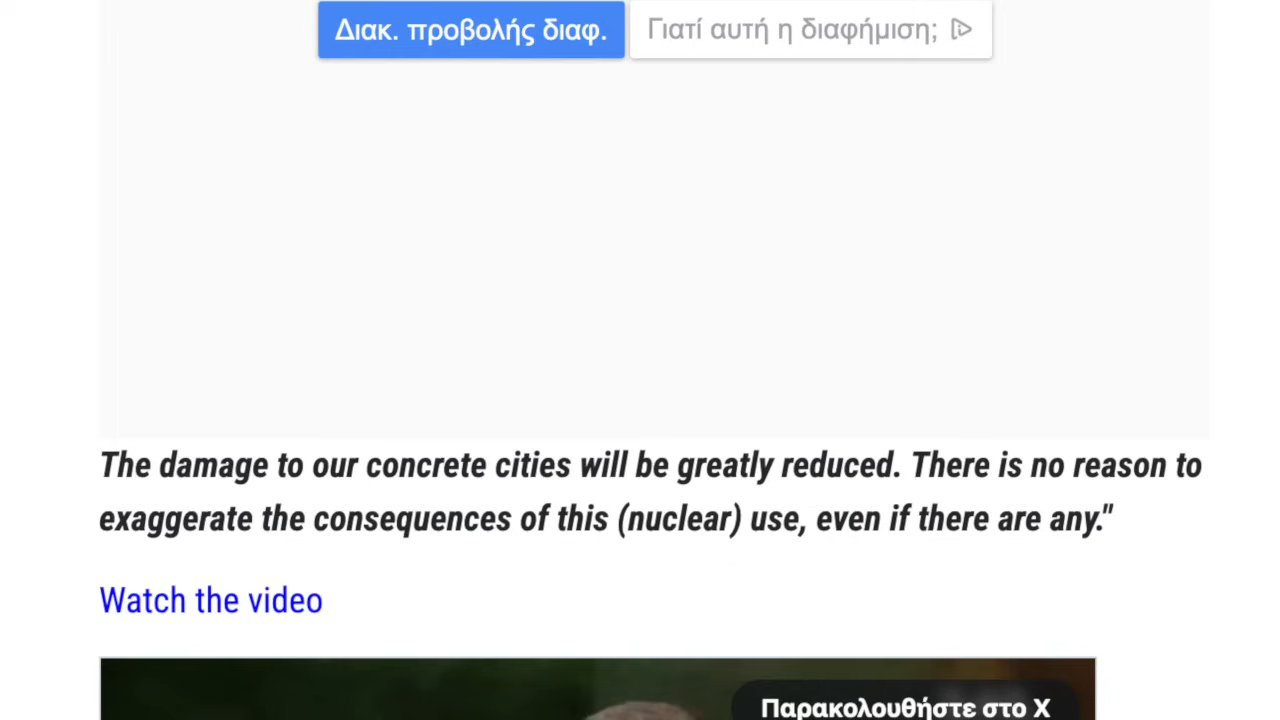 Διακ. προβολής διαφ.
Γιατί αυτή η διαφήμιση;
The damage to our concrete cities will be greatly reduced. There is no reason to
exaggerate the consequences of this (nuclear) use, even if there are any."
Watch the video
Παρακολουθήστε στο X